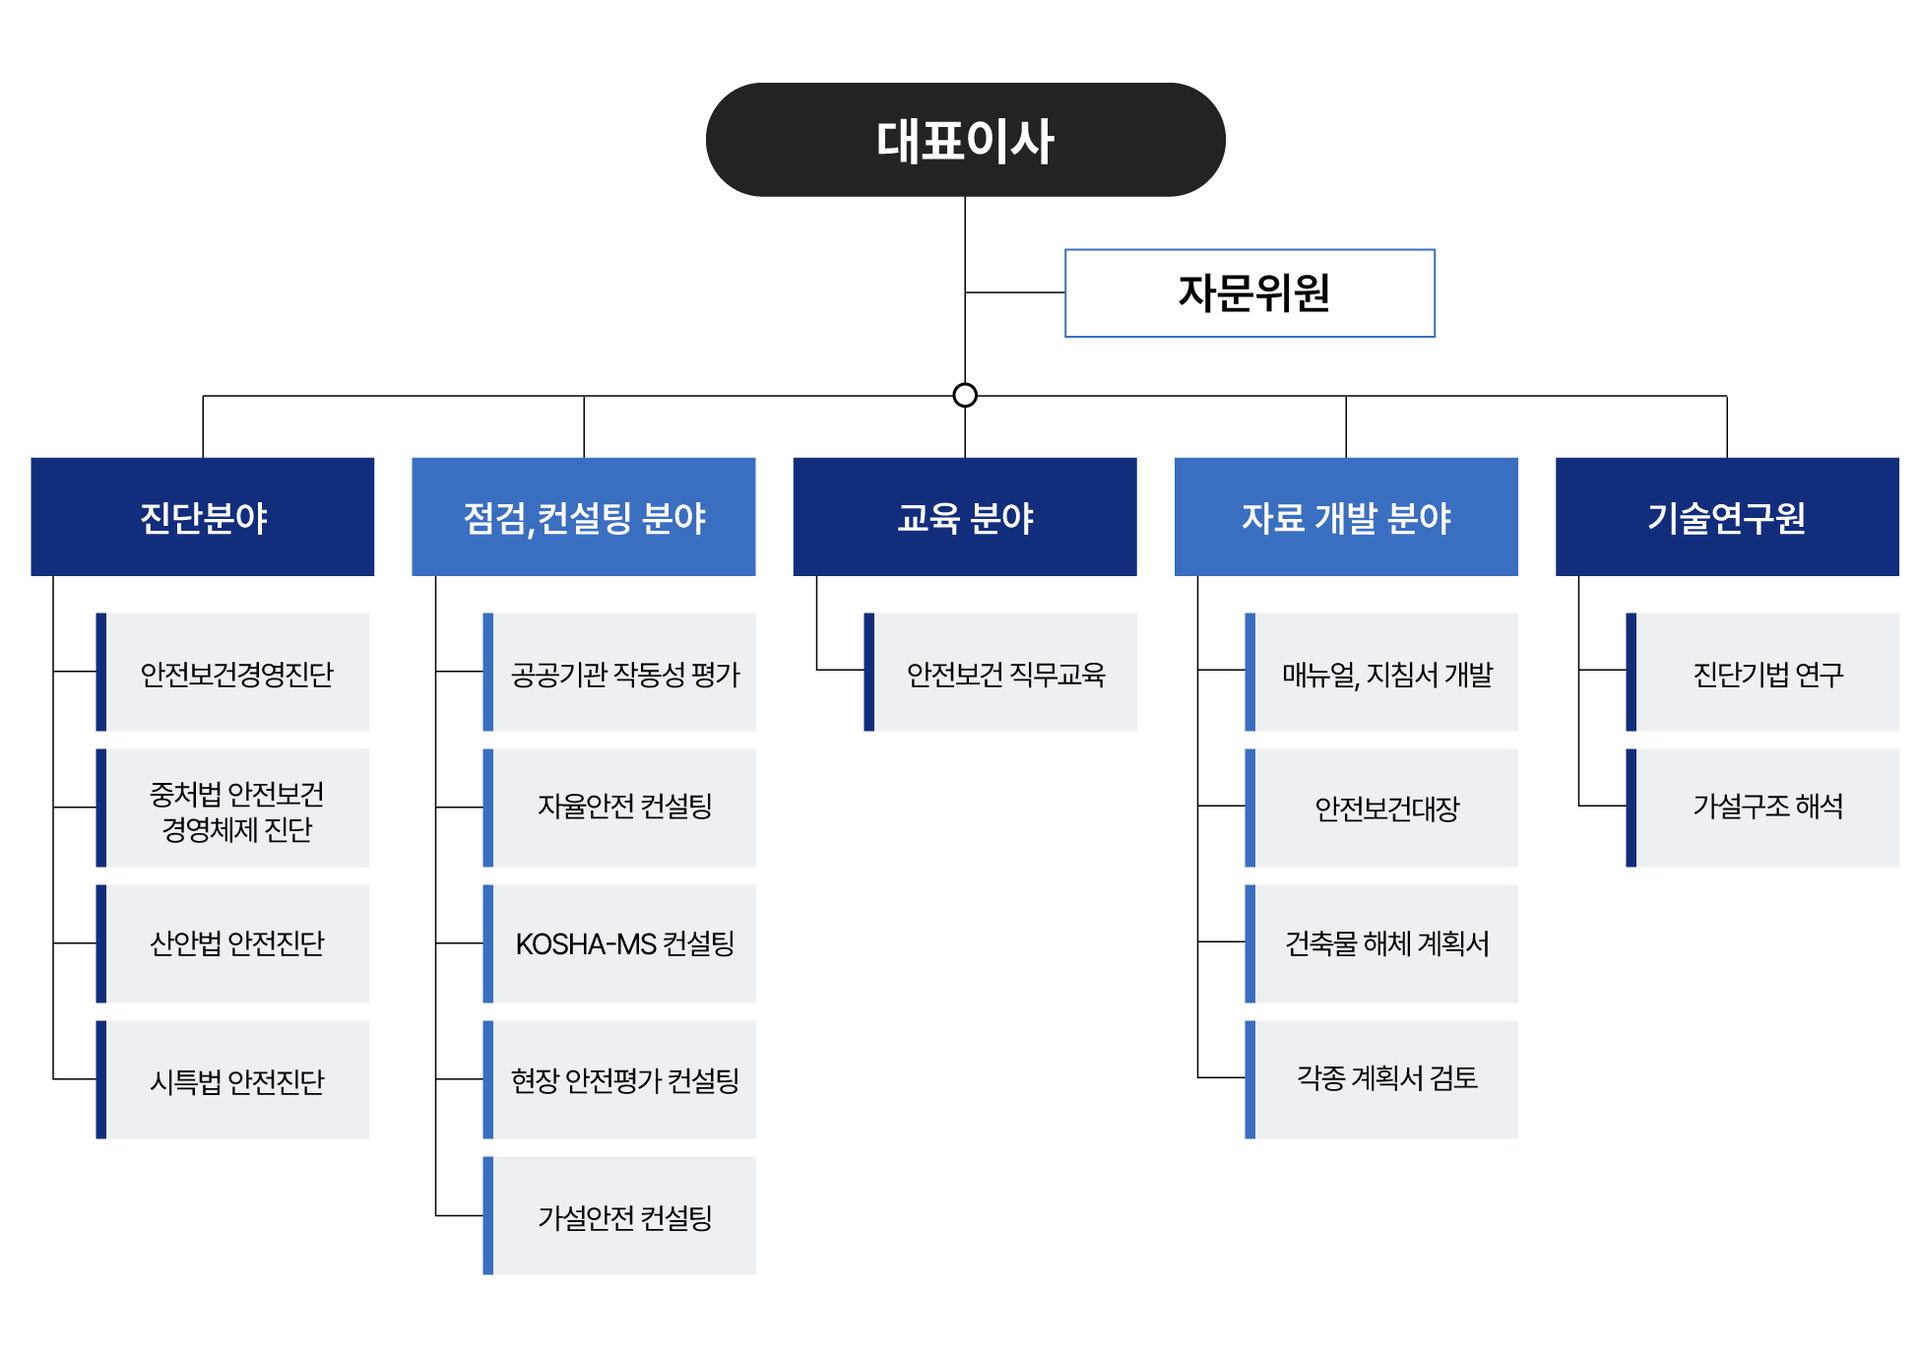 대표이사
자문위원
진단분야
안전보건경영진단
중처법 안전보건
경영체제 진단
산안법 안전진단
시특법 안전진단
점검,컨설팅 분야
공공기관 작동성 평가
자율안전 컨설팅
KOSHA-MS 컨설팅
현장 안전평가 컨설팅
가설안전 컨설팅
교육 분야
안전보건 직무교육
자료 개발 분야
매뉴얼, 지침서 개발
안전보건대장
건축물 해체 계획서
각종 계획서 검토
기술연구원
진단기법 연구
가설구조 해석